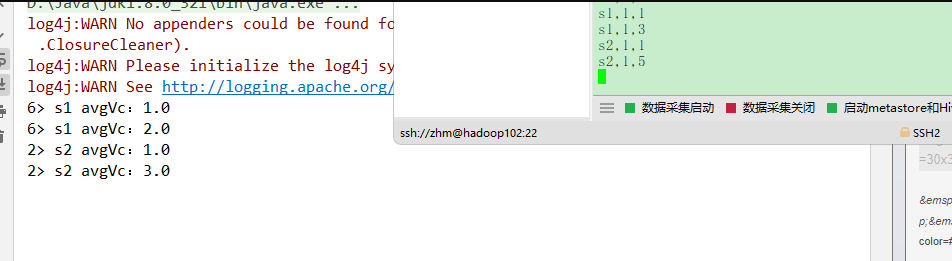 D:\Java\jdk1.8.0_321\bin\java.exe ...
log4j:WARN No appenders could be found fo
.ClosureCleaner).
log4j:WARN Please initialize the log4j sy
log4j:WARN See http://logging.apache.org/
6> s1 avgVc：1.0
6> s1 avgVc：2.0
2> s2 avgVc：1.0
2> s2 avgVc：3.0
s1,1,1
s1,1,3
s2,1,1
s2,1,5
数据采集启动 数据采集关闭 启动metastore和Hi
ssh://zhm@hadoop102:22 SSH2
=30x3
&emsp
p;&ems
color=#